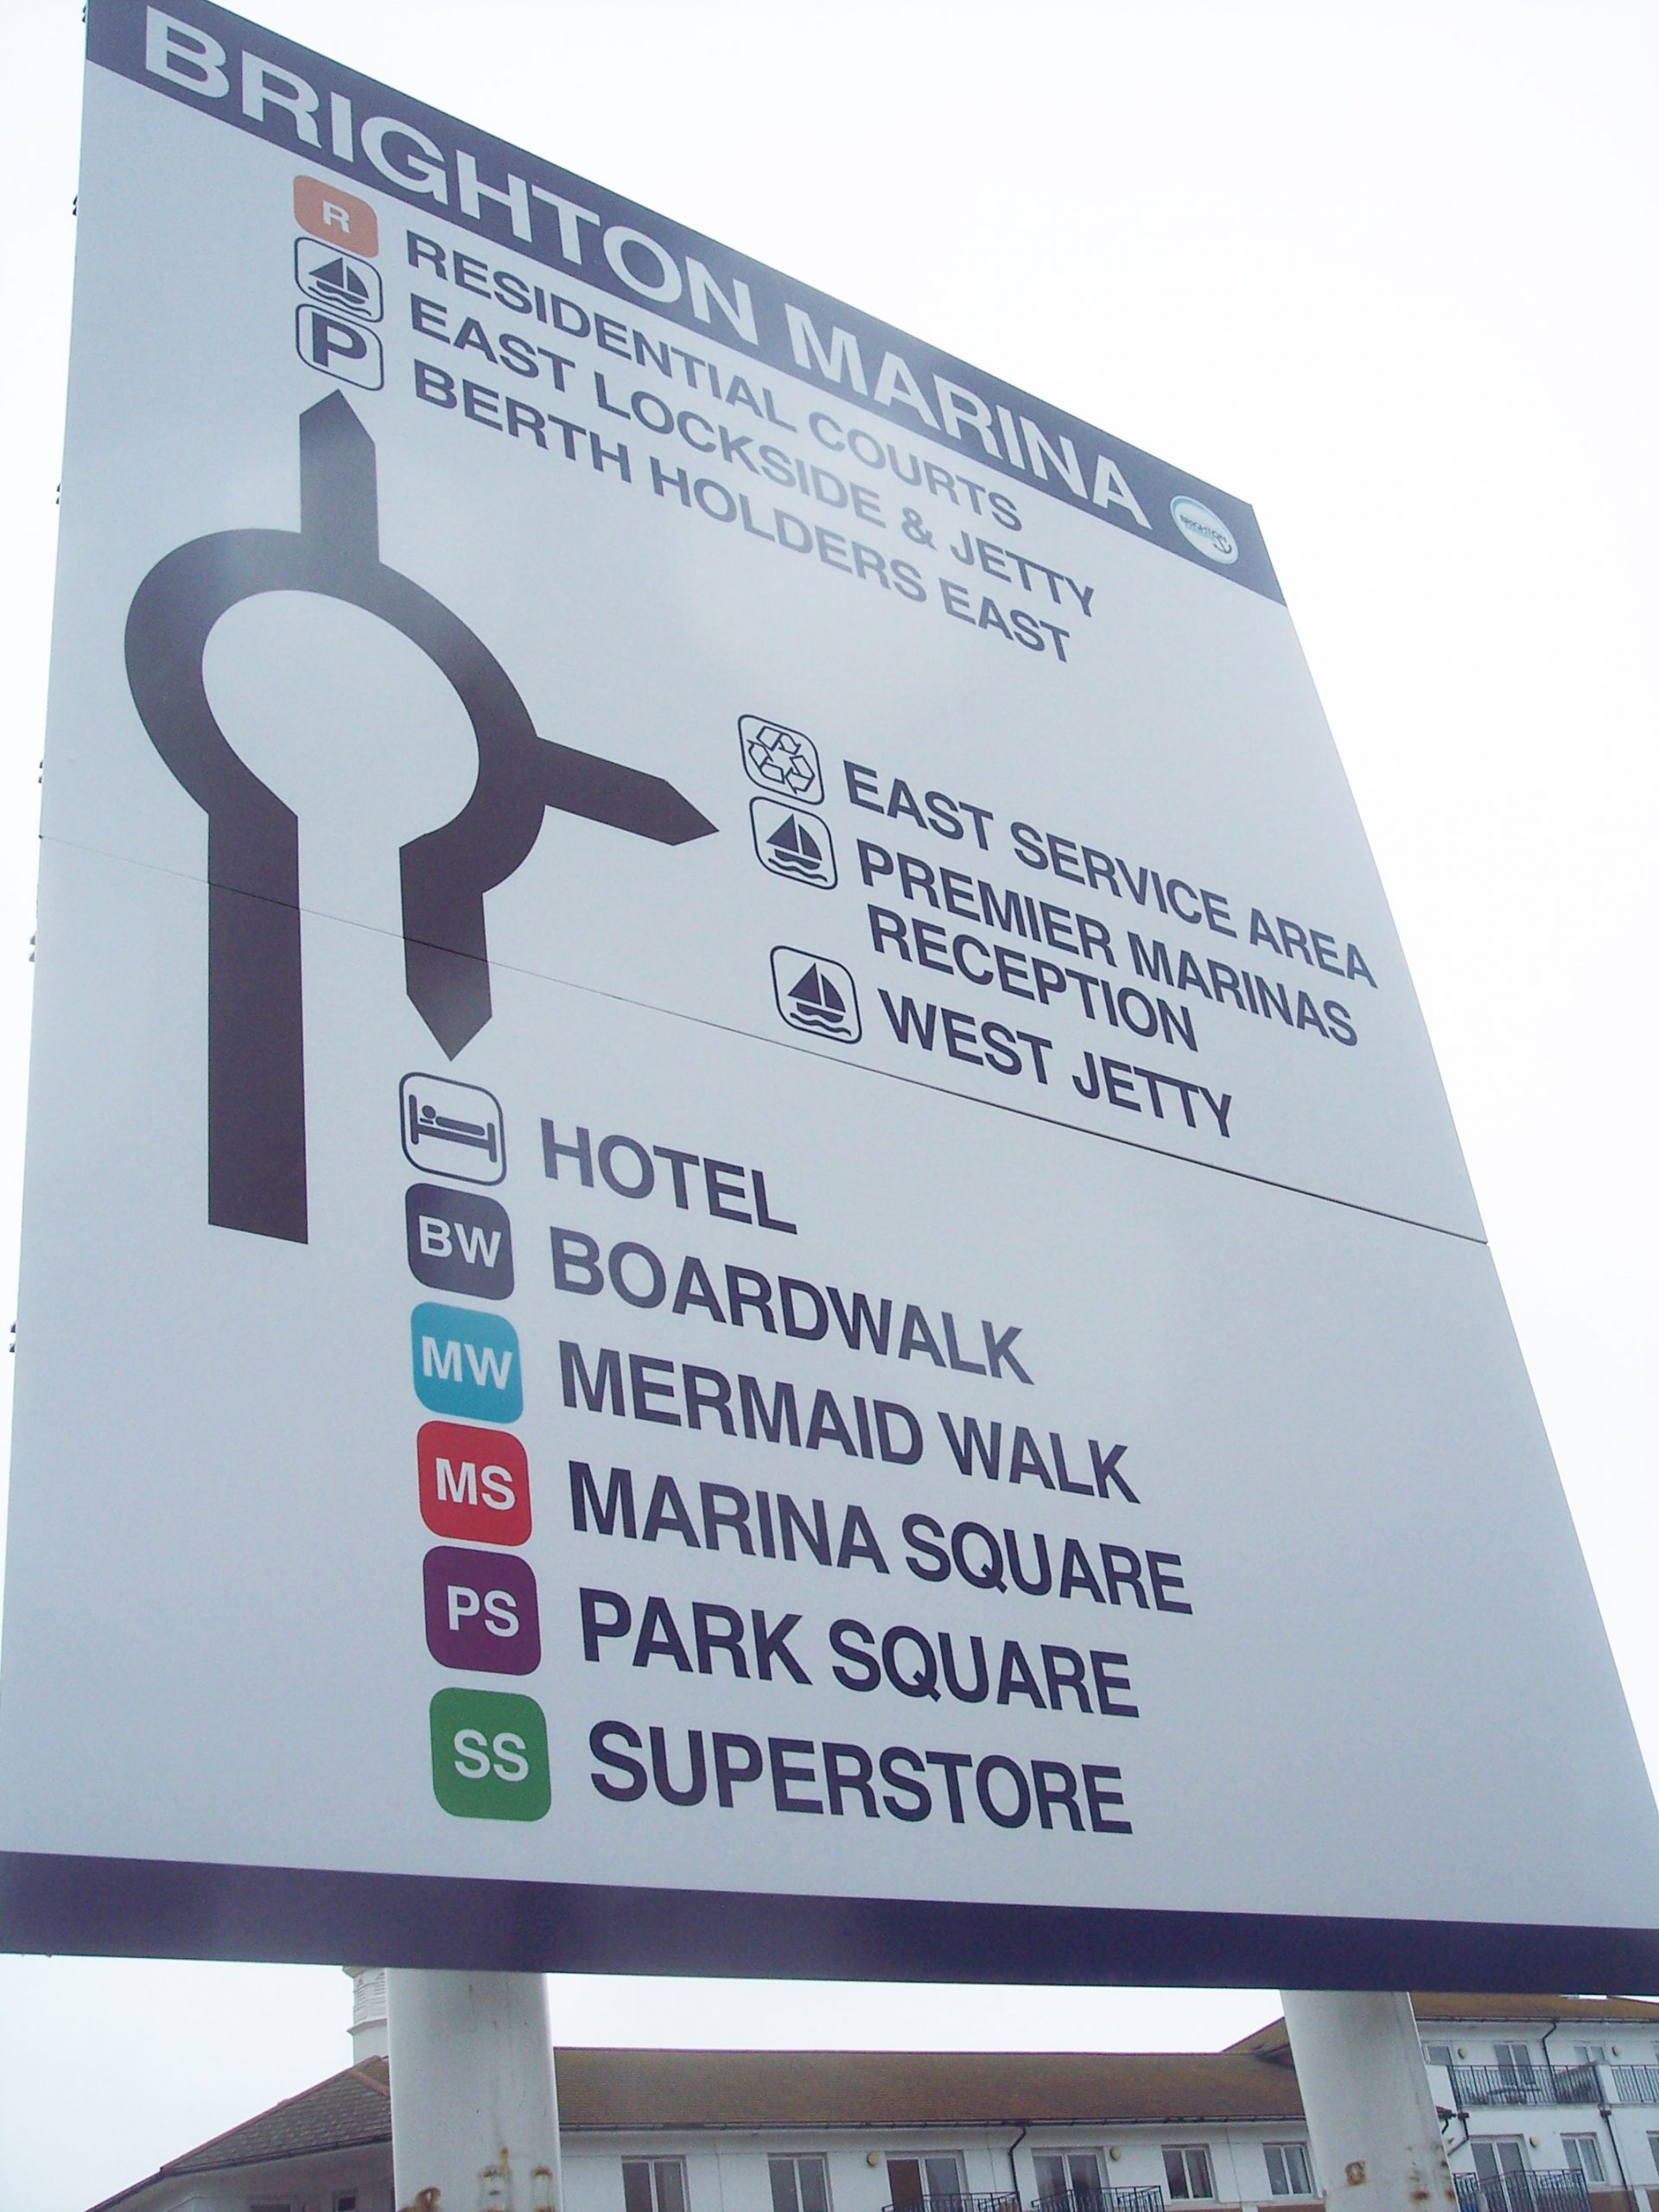 BRIGHTON MARINA
BRIGHTON
R RESIDENTIAL COURTS
EAST LOCKSIDE & JETTY
P BERTH HOLDERS EAST
EAST SERVICE AREA
PREMIER MARINAS
RECEPTION
WEST JETTY
HOTEL
BW BOARDWALK
MW MERMAID WALK
MS MARINA SQUARE
PS PARK SQUARE
SS SUPERSTORE